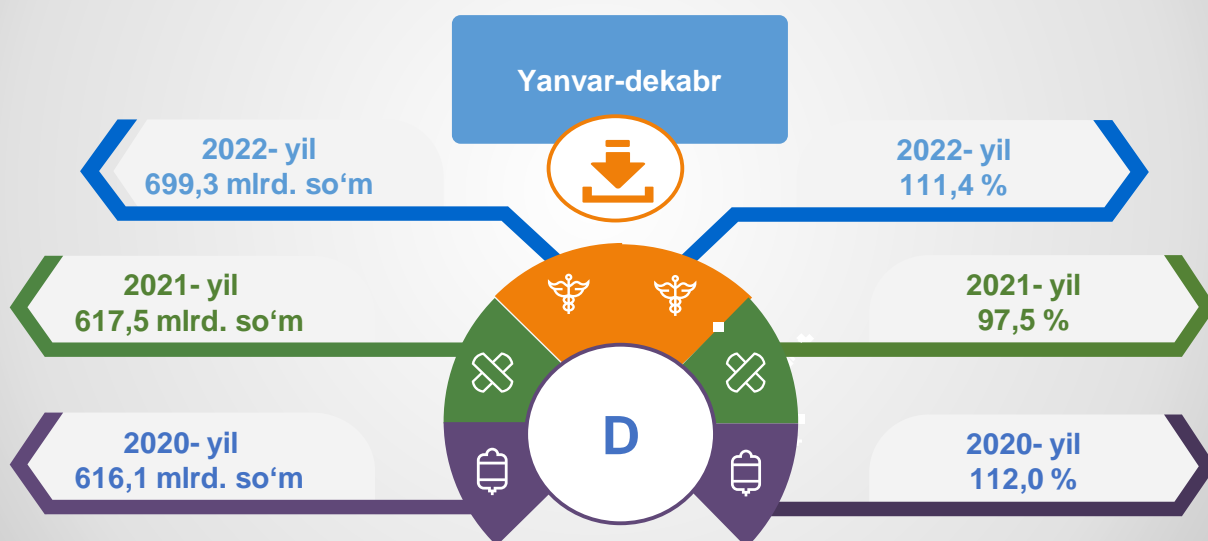 Yanvar-dekabr
2022- yil
699,3 mlrd. so‘m
2022- yil
111,4 %
2021- yil
617,5 mlrd. so‘m
2021- yil
97,5 %
2020- yil
616,1 mlrd. so‘m
2020- yil
112,0 %
D